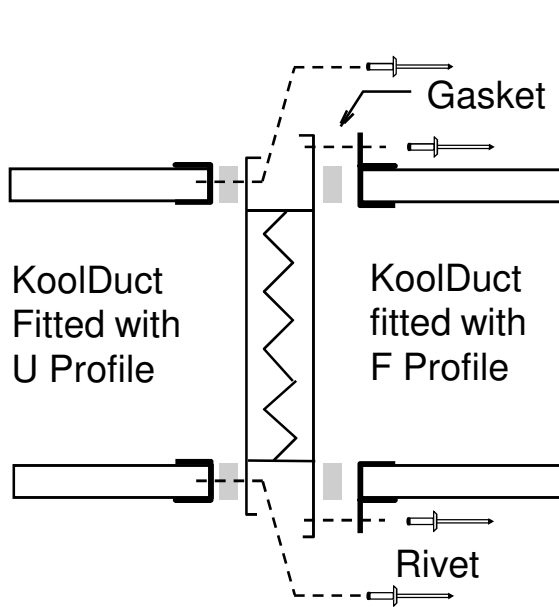 Gasket
KoolDuct
Fitted with
U Profile
KoolDuct
fitted with
F Profile
Rivet